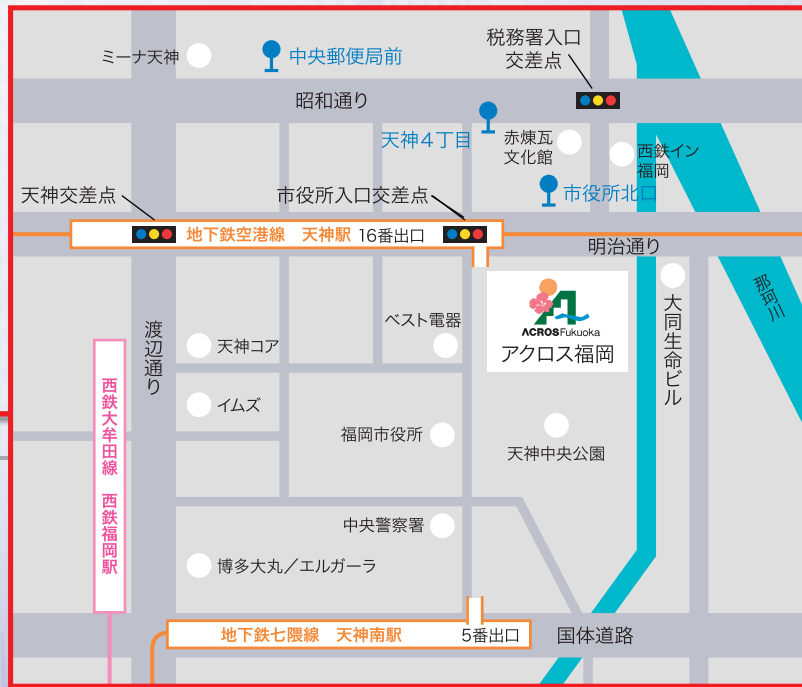 ミーナ天神
中央郵便局前
税務署入口
交差点
昭和通り
天神4丁目
赤煉瓦
文化館
西鉄イン
福岡
天神交差点
市役所入口交差点
市役所北口
地下鉄空港線 天神駅 16番出口
明治通り
那珂川
ACROS Fukuoka
アクロス福岡
大同生命ビル
渡辺通り
天神コア
ベスト電器
西鉄大牟田線 西鉄福岡駅
イムズ
福岡市役所
天神中央公園
中央警察署
博多大丸/エルガーラ
地下鉄七隈線 天神南駅 5番出口
国体道路